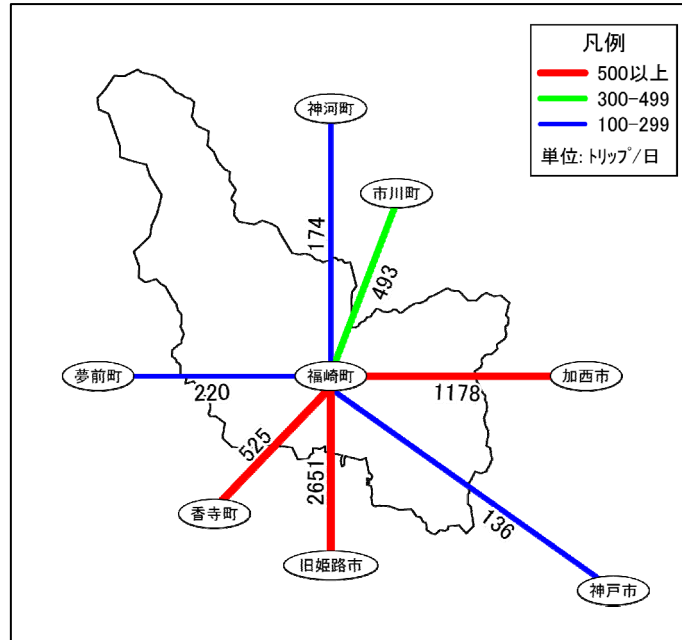 凡例
500以上
300-499
100-299
単位: トリップ/日
神河町
市川町
174
493
夢前町
福崎町
加西市
220
1178
525
2651
136
香寺町
旧姫路市
神戸市